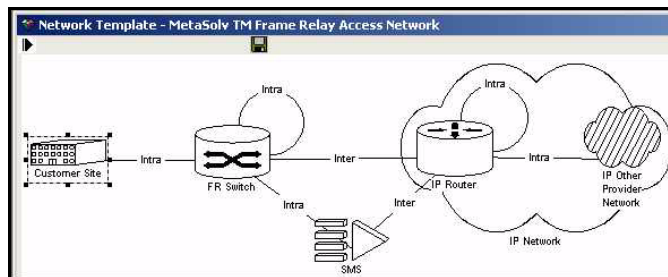 Network Template - MetaSolv TM Frame Relay Access Network
Intra
Intra
Customer Site
Intra
FR Switch
Inter
IP Router
Intra
IP Other
Provider
Network
Intra
Inter
SMS
IP Network